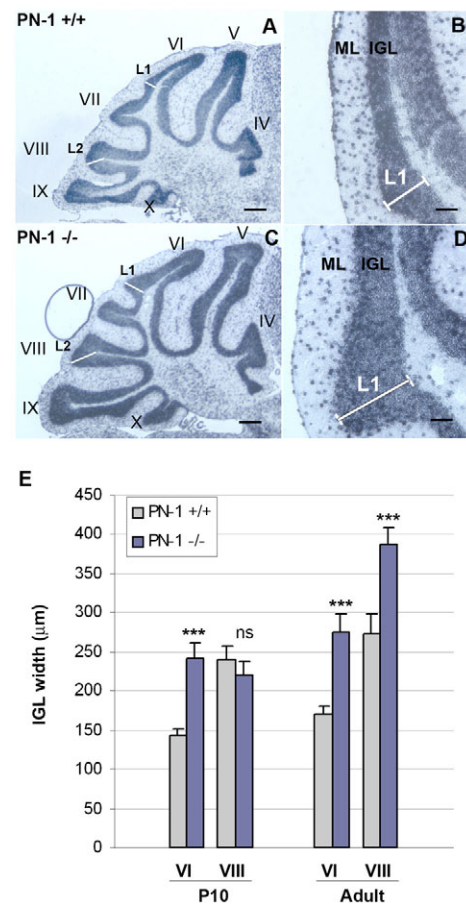 PN-1 +/+
A
VI
V
L1
VII
VIII
L2
IV
IX
X
B
ML IGL
L1
PN-1 -/-
C
V
VI
L1
VII
VIII
L2
IV
IX
X
D
ML IGL
L1
E
PN-1 +/+
PN-1 -/-
IGL width (µm)
450
400
350
300
250
200
150
100
50
0
***
ns
***
***
VI VIII VI VIII
P10 Adult